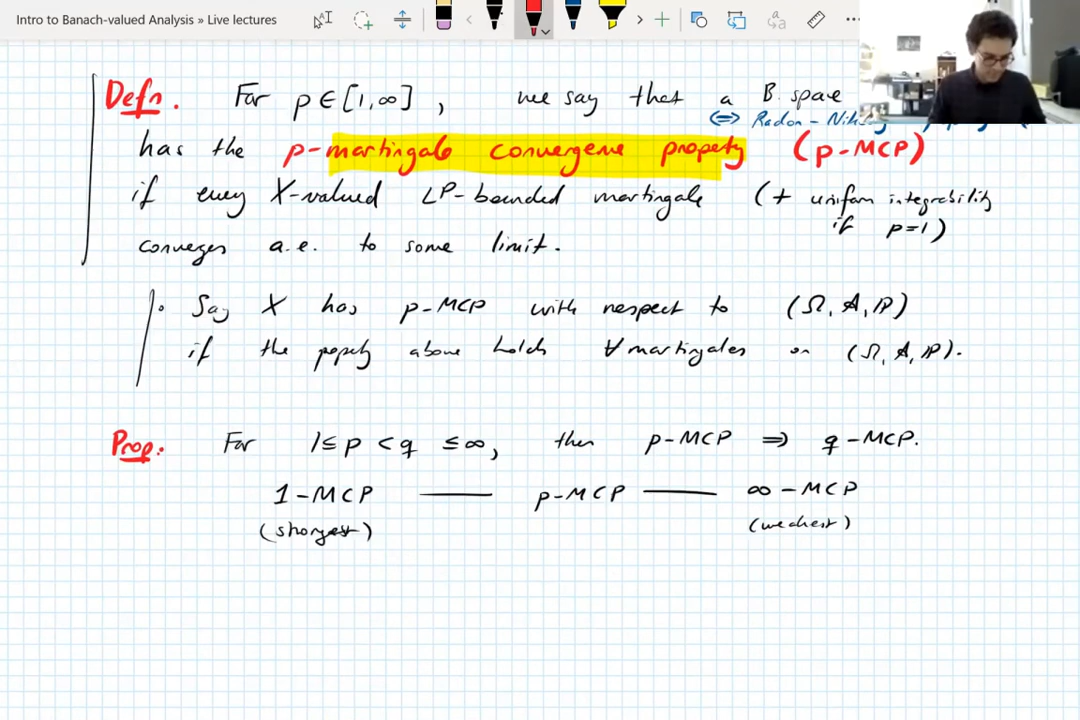 Intro to Banach-valued Analysis » Live lectures
Defn. For p ∈ [1,∞], we say that a B. space
⇔ Radon-Nik
has the p-martingale convergence property (p-MCP)
if every X-valued LP-bounded martingale (+ uniform integrability
if p=1)
converges a.e. to some limit.
• Say X has p-MCP with respect to (Ω, A, P)
if the property above holds ∀ martingales on (Ω, A, P).
Prop. For 1≤p<q ≤∞, then p-MCP ⇒ q-MCP.
1-MCP —— p-MCP —— ∞-MCP
(strongest) (weakest)